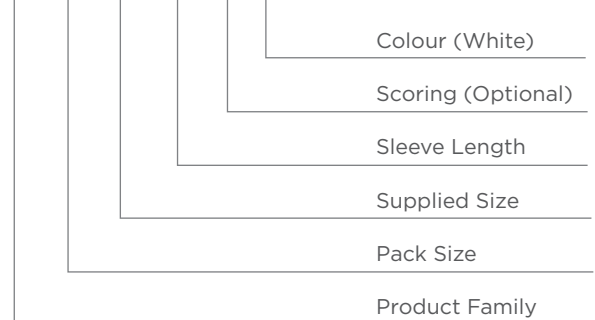 Colour (White)
Scoring (Optional)
Sleeve Length
Supplied Size
Pack Size
Product Family